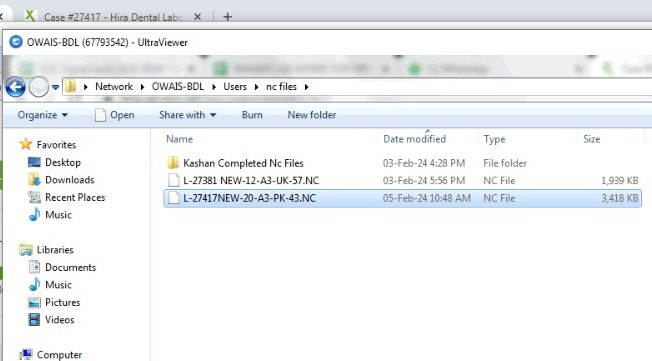 Case #27417 - Hira Dental Lab
OWAIS-BDL (67793542) - UltraViewer
Network OWAIS-BDL Users nc files
Organize Open Share with Burn New folder
Name Date modified Type Size
Favorites
Desktop
Downloads
Recent Places
Music
Libraries
Documents
Music
Pictures
Videos
Computer
Kashan Completed Nc Files 03-Feb-24 4:28 PM File folder
L-27381 NEW-12-A3-UK-57.NC 03-Feb-24 5:56 PM NC File 1,939 KB
L-27417NEW-20-A3-PK-43.NC 05-Feb-24 10:48 AM NC File 3,418 KB